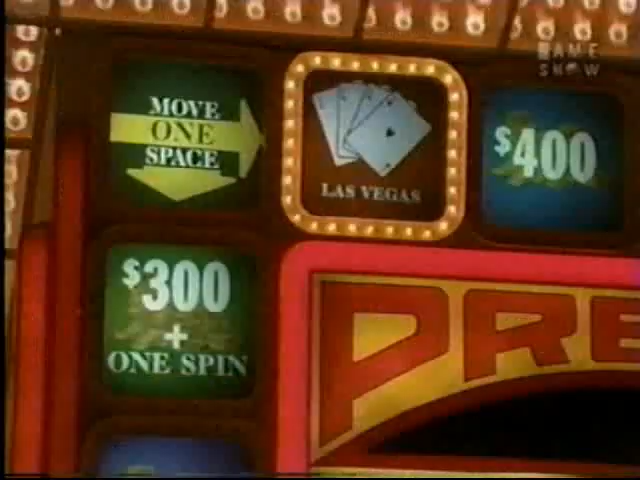 GAME
SHOW
MOVE
ONE
SPACE
LAS VEGAS
$400
$300
+
ONE SPIN
PRE